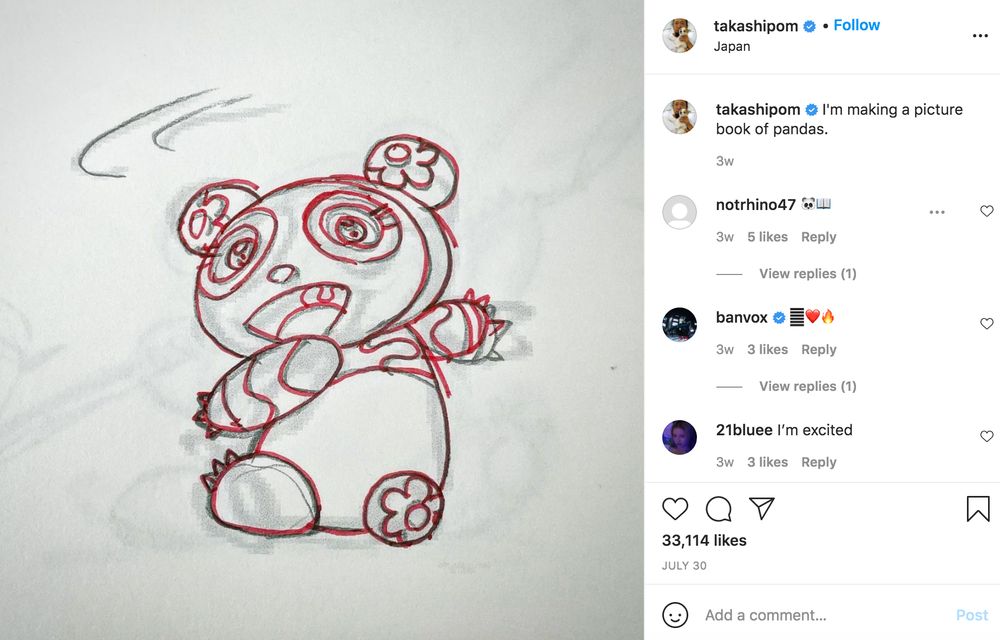 takashipom • Follow
Japan
takashipom I'm making a picture
book of pandas.
3w
notrhino47 🐼📖
3w 5 likes Reply
View replies (1)
banvox ❤️🔥
3w 3 likes Reply
View replies (1)
21bluee I’m excited
3w 3 likes Reply
33,114 likes
JULY 30
Add a comment... Post